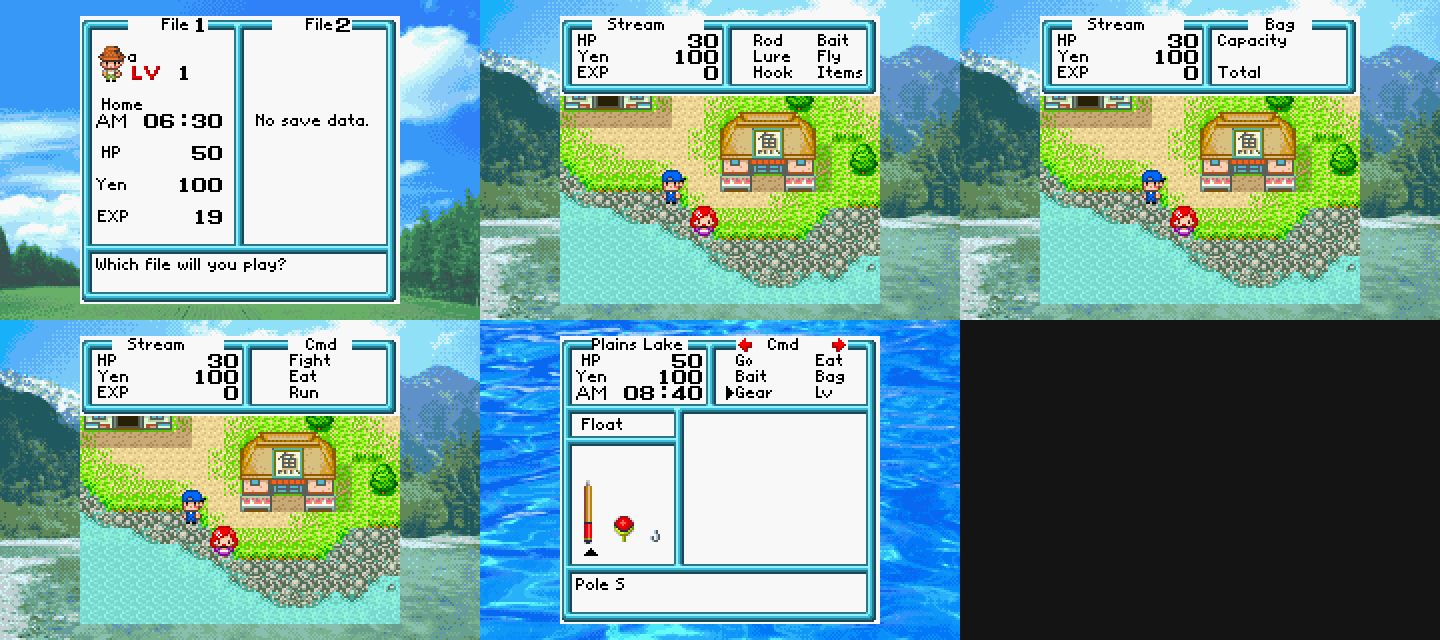 File 1
File 2
a
LV 1
Home
AM 06:30
HP 50
Yen 100
EXP 19
No save data.
Which file will you play?
Stream
HP 30
Yen 100
EXP 0
Rod Bait
Lure Fly
Hook Items
魚
Stream
HP 30
Yen 100
EXP 0
Bag
Capacity
Total
魚
Stream
HP 30
Yen 100
EXP 0
Cmd
Fight
Eat
Run
魚
Plains Lake
HP 50
Yen 100
AM 08:40
Cmd
Go Eat
Bait Bag
Gear Lv
Float
Pole S